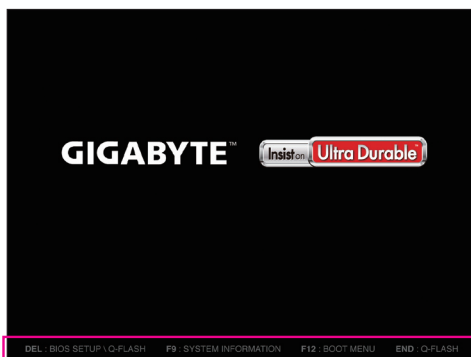 GIGABYTE™ Insist on Ultra Durable™
DEL : BIOS SETUP \ Q-FLASH F9 : SYSTEM INFORMATION F12 : BOOT MENU END : Q-FLASH